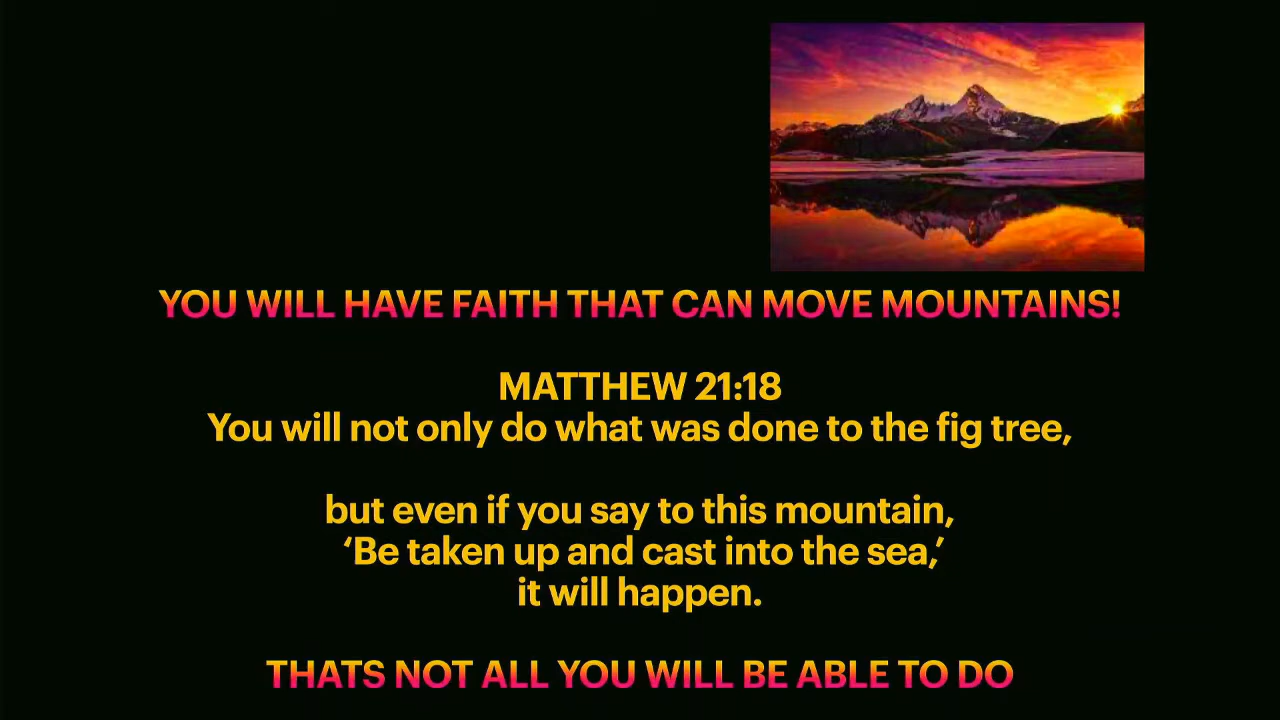 YOU WILL HAVE FAITH THAT CAN MOVE MOUNTAINS!
MATTHEW 21:18
You will not only do what was done to the fig tree,
but even if you say to this mountain,
‘Be taken up and cast into the sea,’
it will happen.
THATS NOT ALL YOU WILL BE ABLE TO DO